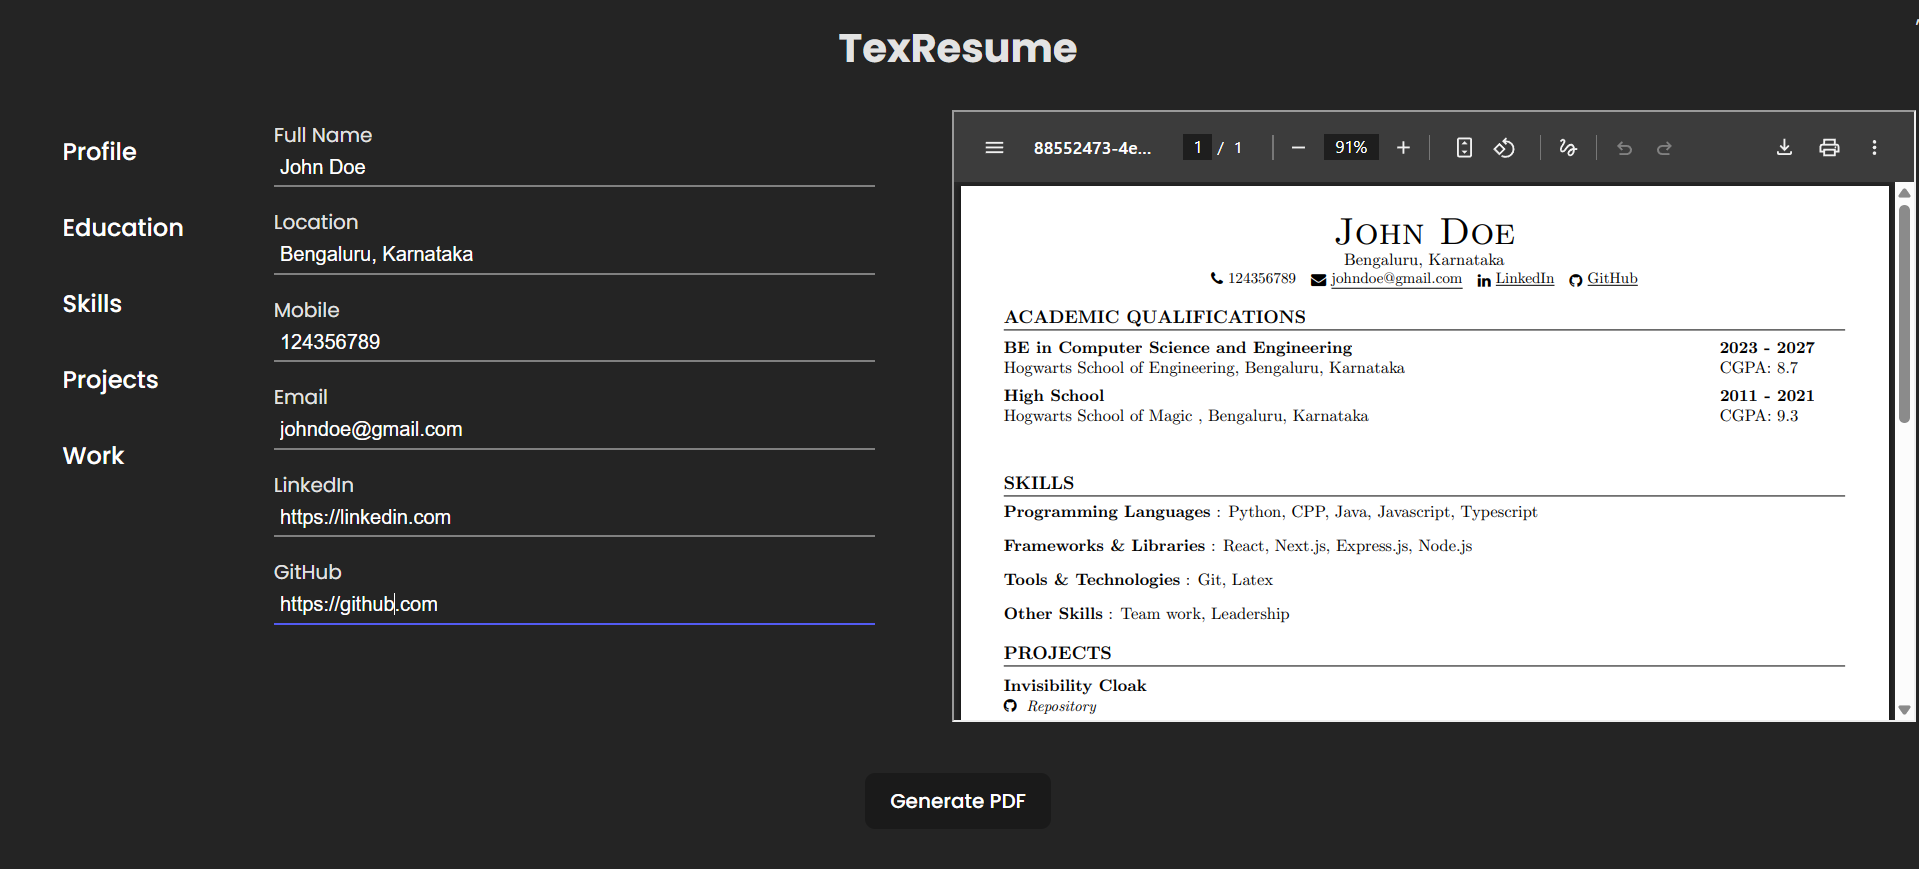 TexResume
Profile
Education
Skills
Projects
Work
Full Name
John Doe
Location
Bengaluru, Karnataka
Mobile
124356789
Email
johndoe@gmail.com
LinkedIn
https://linkedin.com
GitHub
https://github.com
88552473-4e... 1 / 1 91%
John Doe
Bengaluru, Karnataka
124356789 johndoe@gmail.com LinkedIn GitHub
ACADEMIC QUALIFICATIONS
BE in Computer Science and Engineering 2023 - 2027
Hogwarts School of Engineering, Bengaluru, Karnataka CGPA: 8.7
High School 2011 - 2021
Hogwarts School of Magic , Bengaluru, Karnataka CGPA: 9.3
SKILLS
Programming Languages : Python, CPP, Java, Javascript, Typescript
Frameworks & Libraries : React, Next.js, Express.js, Node.js
Tools & Technologies : Git, Latex
Other Skills : Team work, Leadership
PROJECTS
Invisibility Cloak
Repository
Generate PDF